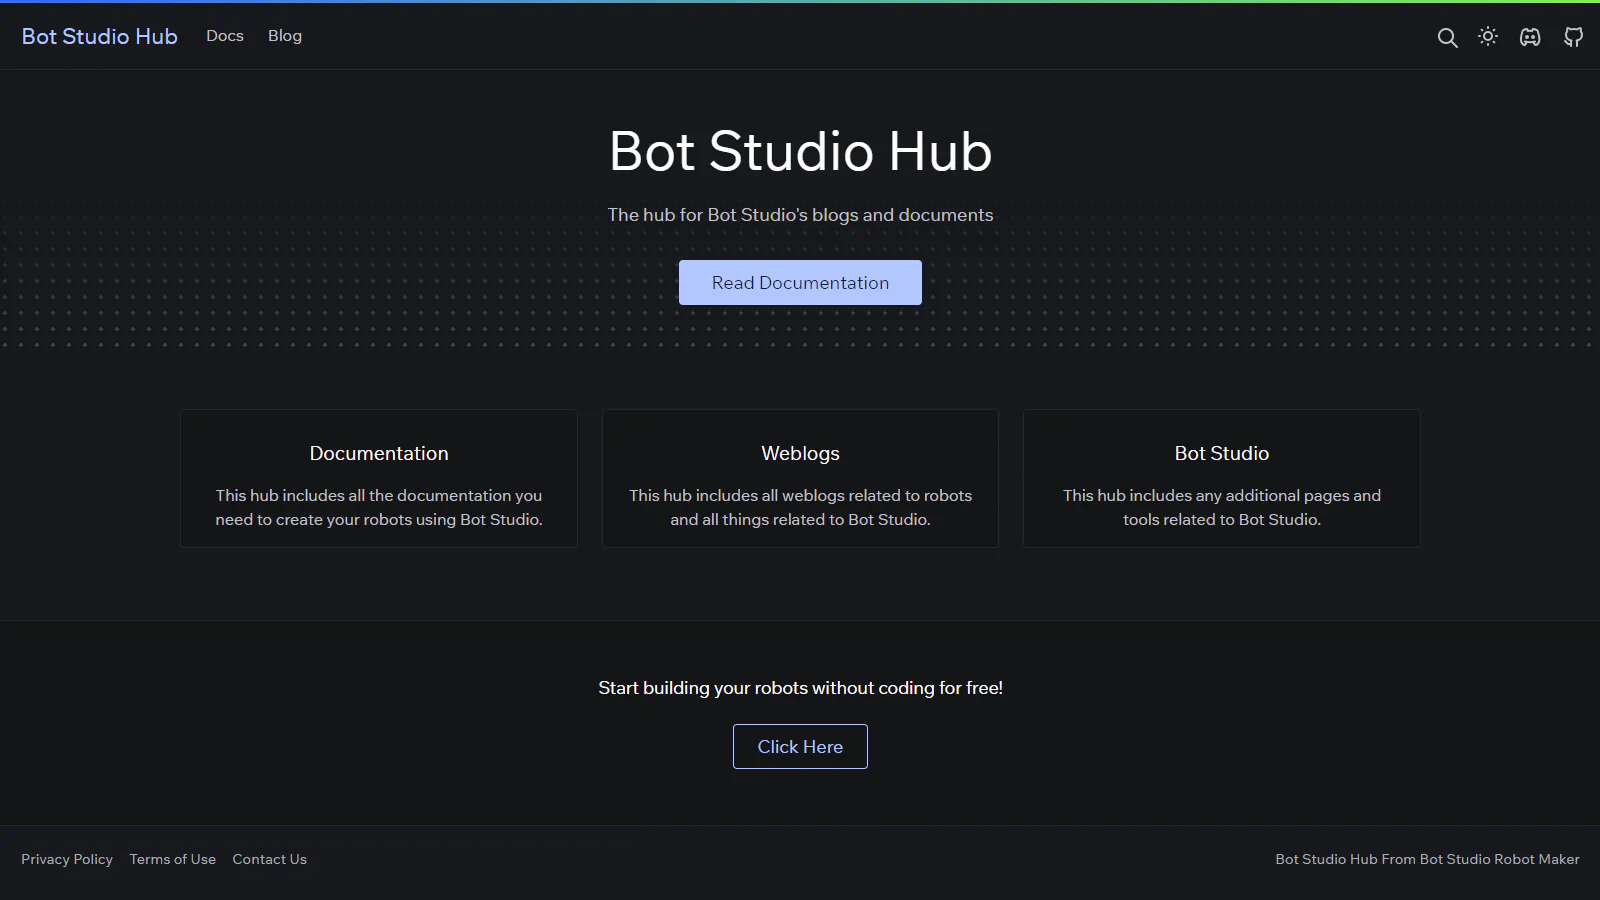 Bot Studio Hub Docs Blog
Bot Studio Hub
The hub for Bot Studio's blogs and documents
Read Documentation
Documentation
This hub includes all the documentation you
need to create your robots using Bot Studio.
Weblogs
This hub includes all weblogs related to robots
and all things related to Bot Studio.
Bot Studio
This hub includes any additional pages and
tools related to Bot Studio.
Start building your robots without coding for free!
Click Here
Privacy Policy Terms of Use Contact Us
Bot Studio Hub From Bot Studio Robot Maker